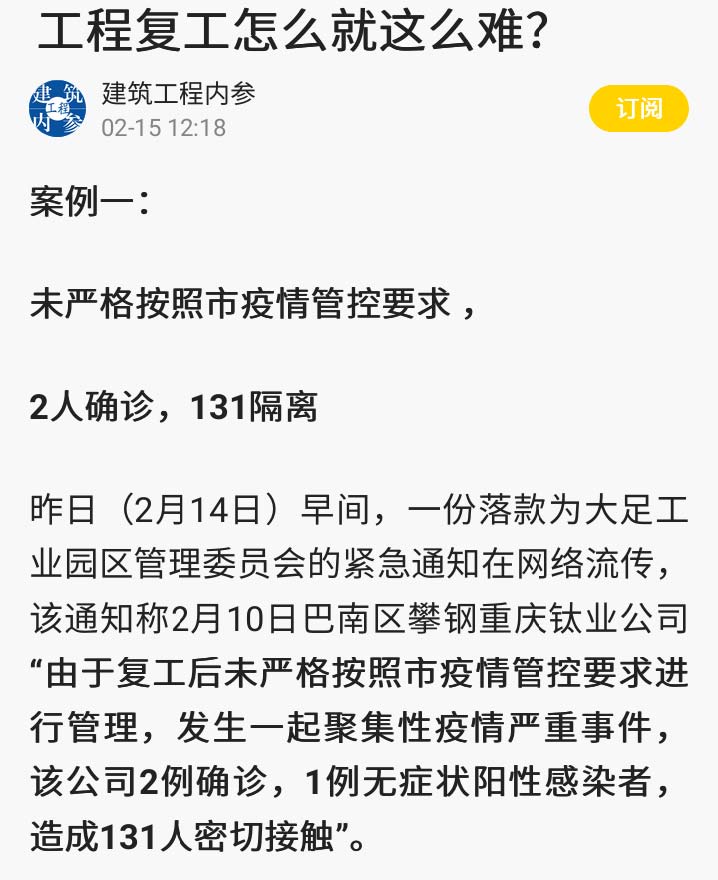 工程复工怎么就这么难？
建筑
工程
内参
建筑工程内参
02-15 12:18
订阅
案例一：
未严格按照市疫情管控要求，
2人确诊，131隔离
昨日（2月14日）早间，一份落款为大足工
业园区管理委员会的紧急通知在网络流传，
该通知称2月10日巴南区攀钢重庆钛业公司
“由于复工后未严格按照市疫情管控要求进
行管理，发生一起聚集性疫情严重事件，
该公司2例确诊，1例无症状阳性感染者，
造成131人密切接触”。